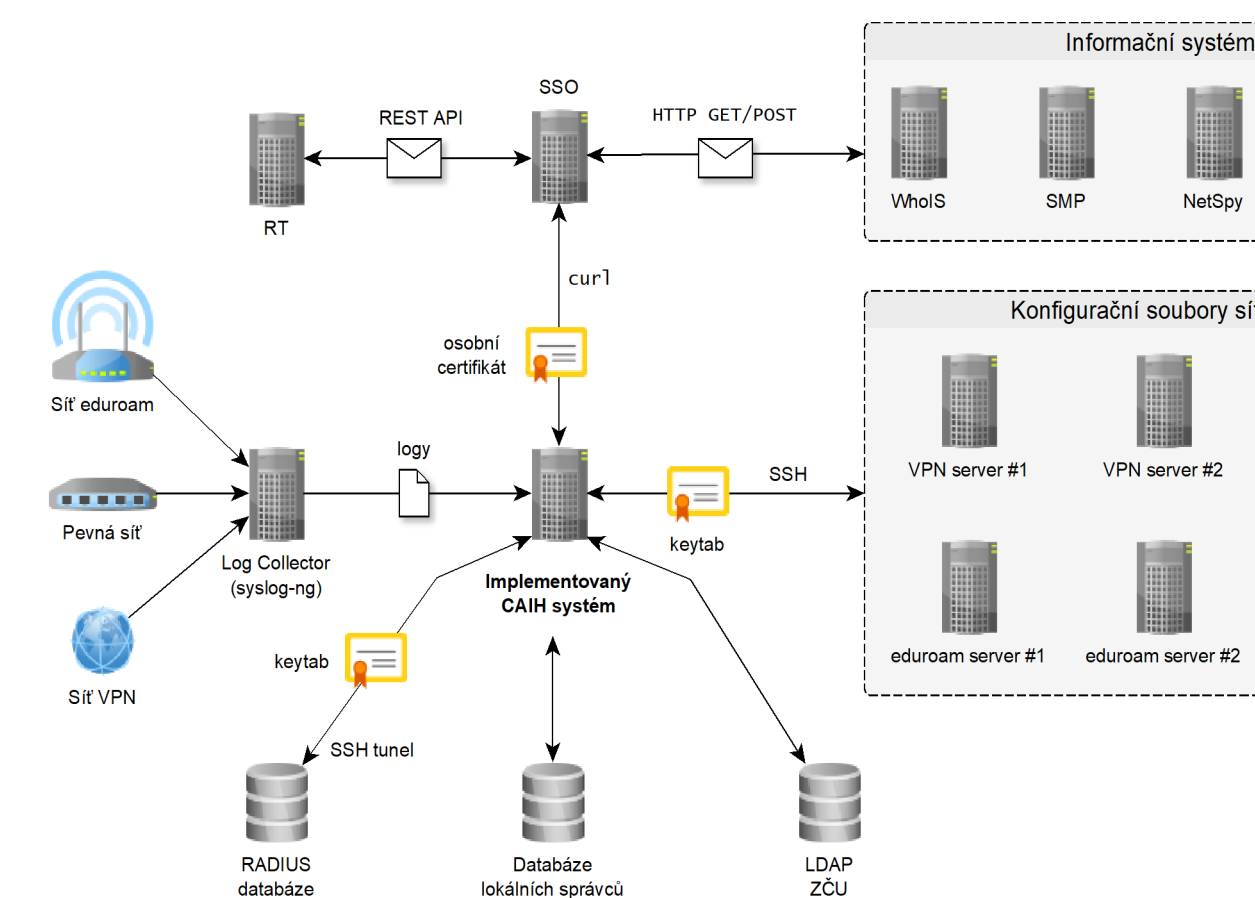 Informační systém
SSO
REST API
HTTP GET/POST
RT
WhoIS
SMP
NetSpy
curl
Konfigurační soubory
osobní
certifikát
Síť eduroam
logy
SSH
VPN server #1
VPN server #2
Pevná síť
keytab
Log Collector
(syslog-ng)
Implementovaný
CAIH systém
eduroam server #1
eduroam server #2
keytab
Síť VPN
SSH tunel
RADIUS
databáze
Databáze
lokálních správců
LDAP
ZČU